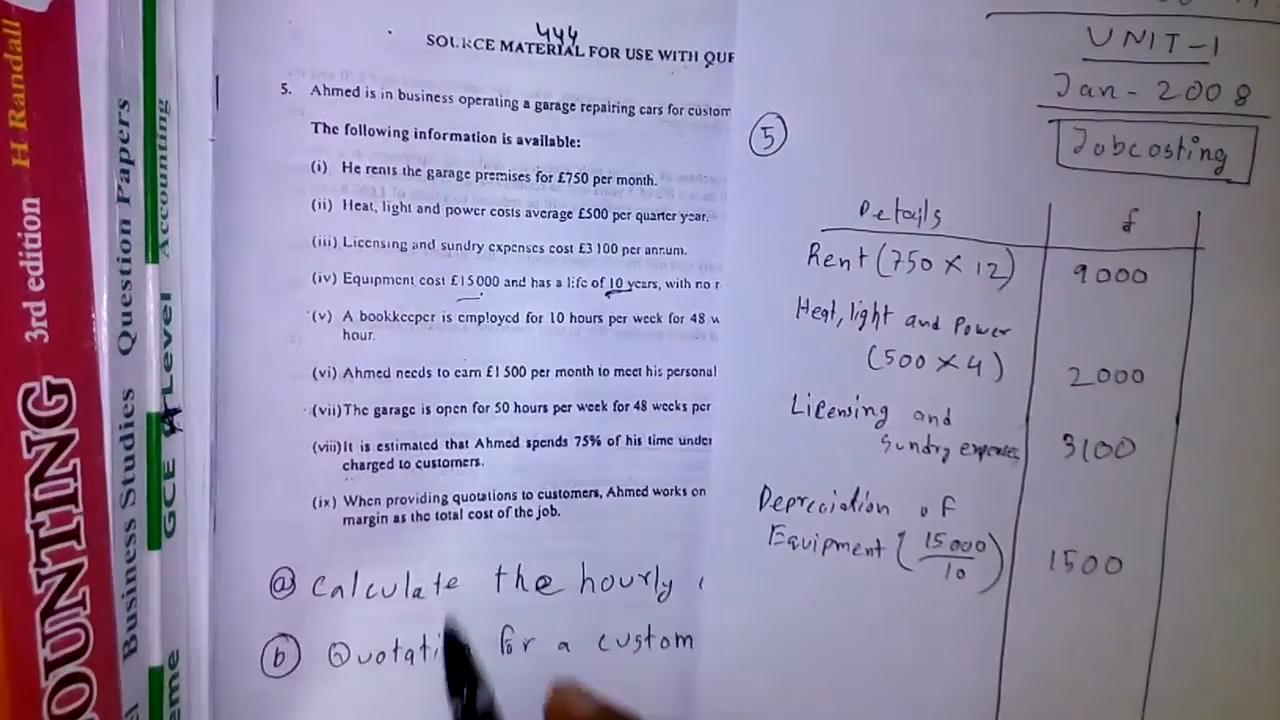 H Randall
3rd edition
OUNTING
Business Studies Question Papers
GCE A Level Accounting
444
SOURCE MATERIAL FOR USE WITH QUE
5. Ahmed is in business operating a garage repairing cars for custom
The following information is available:
(i) He rents the garage premises for £750 per month.
(ii) Heat, light and power costs average £500 per quarter year.
(iii) Licensing and sundry expenses cost £3 100 per annum.
(iv) Equipment cost £15 000 and has a life of 10 years, with no r
(v) A bookkeeper is employed for 10 hours per week for 48 w
hour.
(vi) Ahmed needs to earn £1 500 per month to meet his personal
(vii) The garage is open for 50 hours per week for 48 weeks per
(viii) It is estimated that Ahmed spends 75% of his time under
charged to customers.
(ix) When providing quotations to customers, Ahmed works on
margin as the total cost of the job.
(a) Calculate the hourly
(b) Quotati for a custom
UNIT-1
Jan - 2008
Jobcosting
(5)
Details £
Rent (750 × 12) 9000
Heat, light and Power
(500 × 4) 2000
Licensing and
Sundry expenses 3100
Depreciation of
Equipment (15000/10) 1500